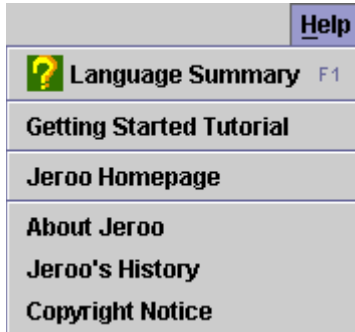 Help
? Language Summary F1
Getting Started Tutorial
Jeroo Homepage
About Jeroo
Jeroo's History
Copyright Notice